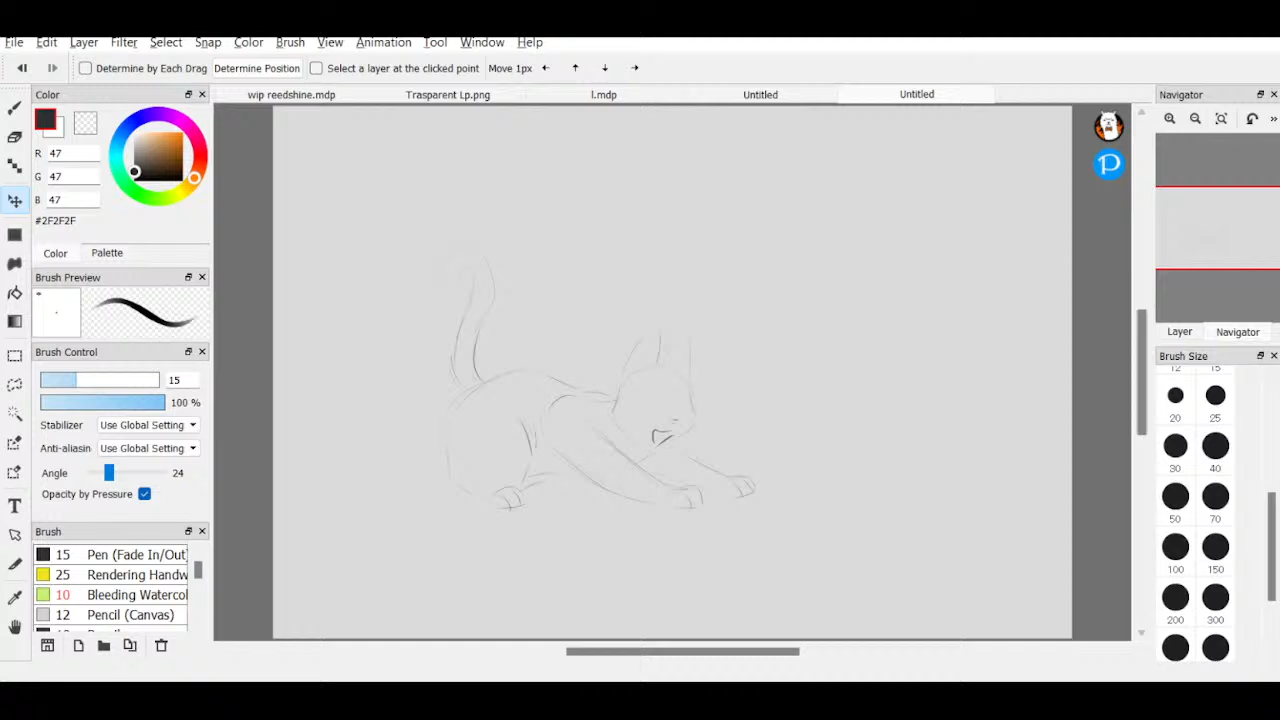 File Edit Layer Filter Select Snap Color Brush View Animation Tool Window Help
Determine by Each Drag Determine Position Select a layer at the clicked point Move 1px
Color
wip reedshine.mdp Trasparent Lp.png l.mdp Untitled Untitled
Navigator
R 47
G 47
B 47
#2F2F2F
Color Palette
Brush Preview
Brush Control
15
100 %
Stabilizer Use Global Setting
Anti-aliasin Use Global Setting
Angle 24
Opacity by Pressure
Brush
15 Pen (Fade In/Out)
25 Rendering Handw
10 Bleeding Watercol
12 Pencil (Canvas)
P
Layer Navigator
Brush Size
12 15
20 25
30 40
50 70
100 150
200 300